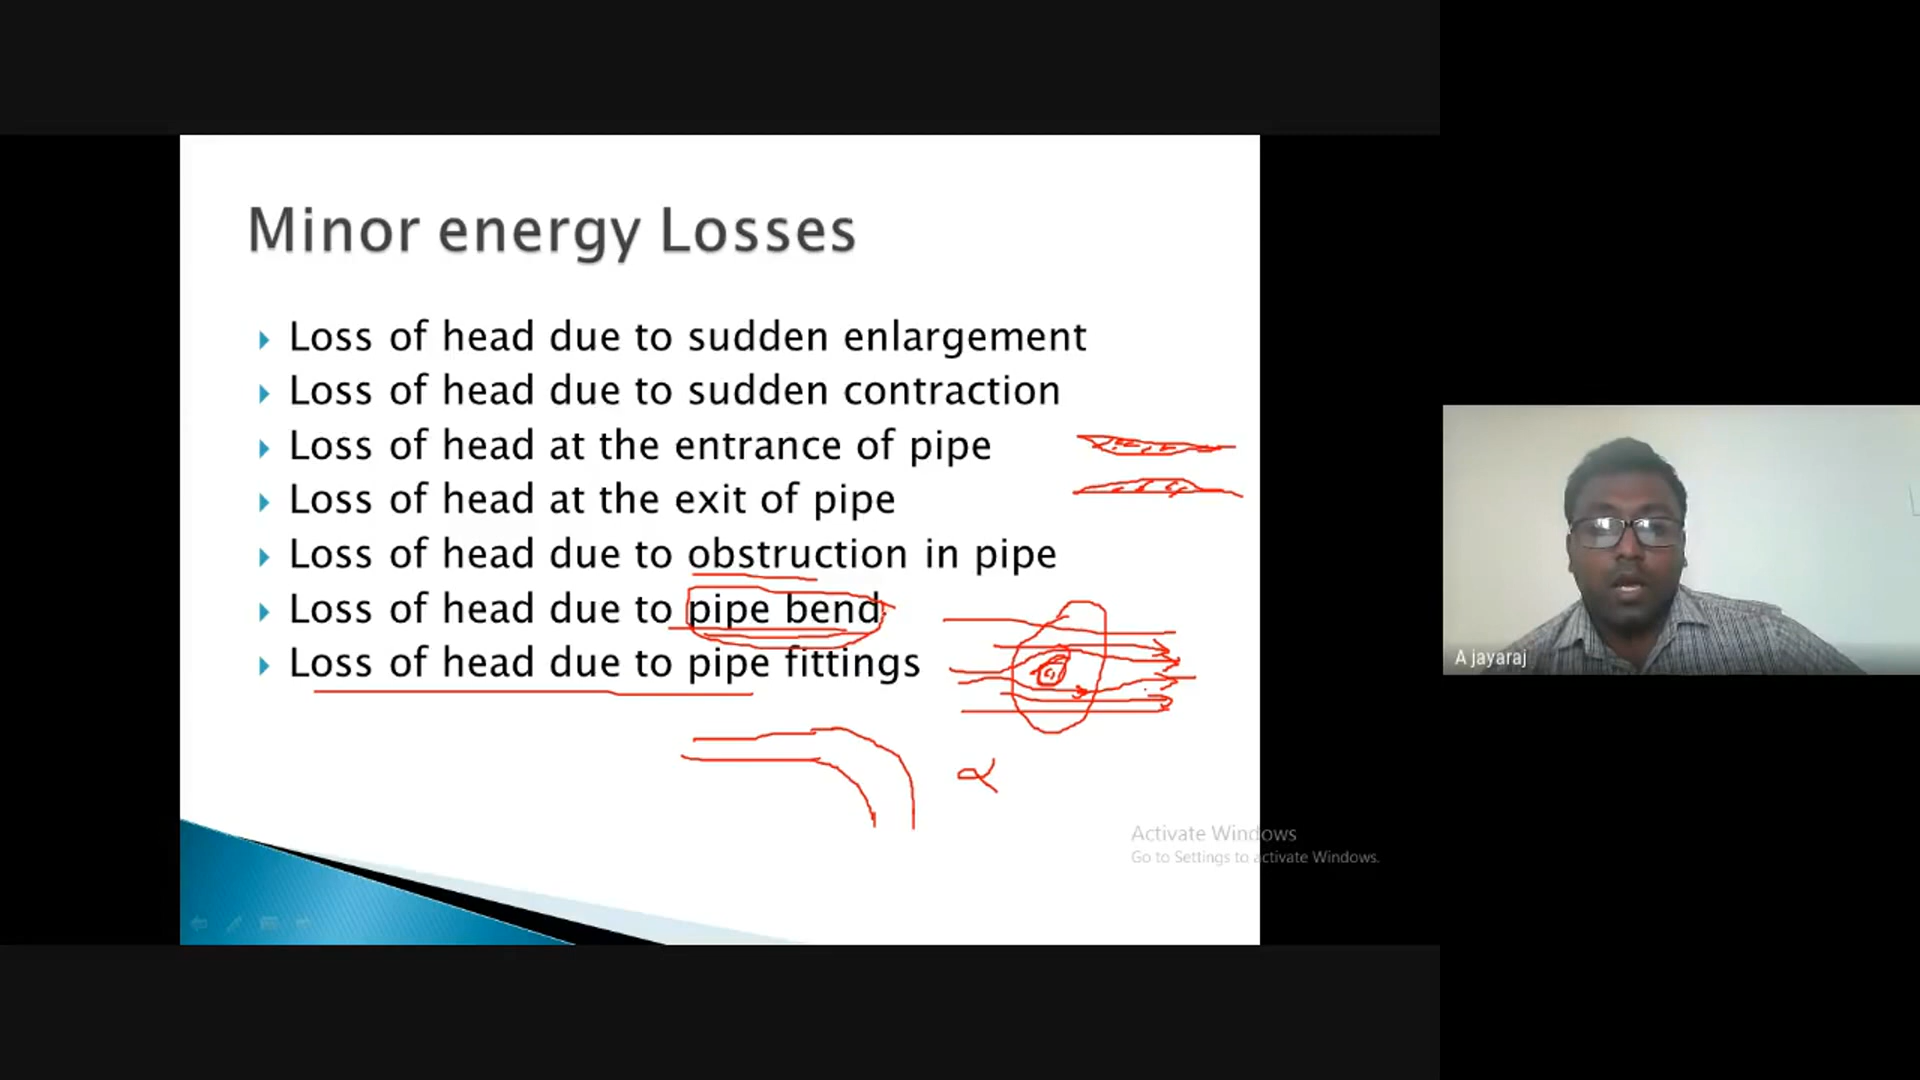 Minor energy Losses
Loss of head due to sudden enlargement
Loss of head due to sudden contraction
Loss of head at the entrance of pipe
Loss of head at the exit of pipe
Loss of head due to obstruction in pipe
Loss of head due to pipe bend
Loss of head due to pipe fittings
α
A jayaraj
Activate Windows
Go to Settings to activate Windows.